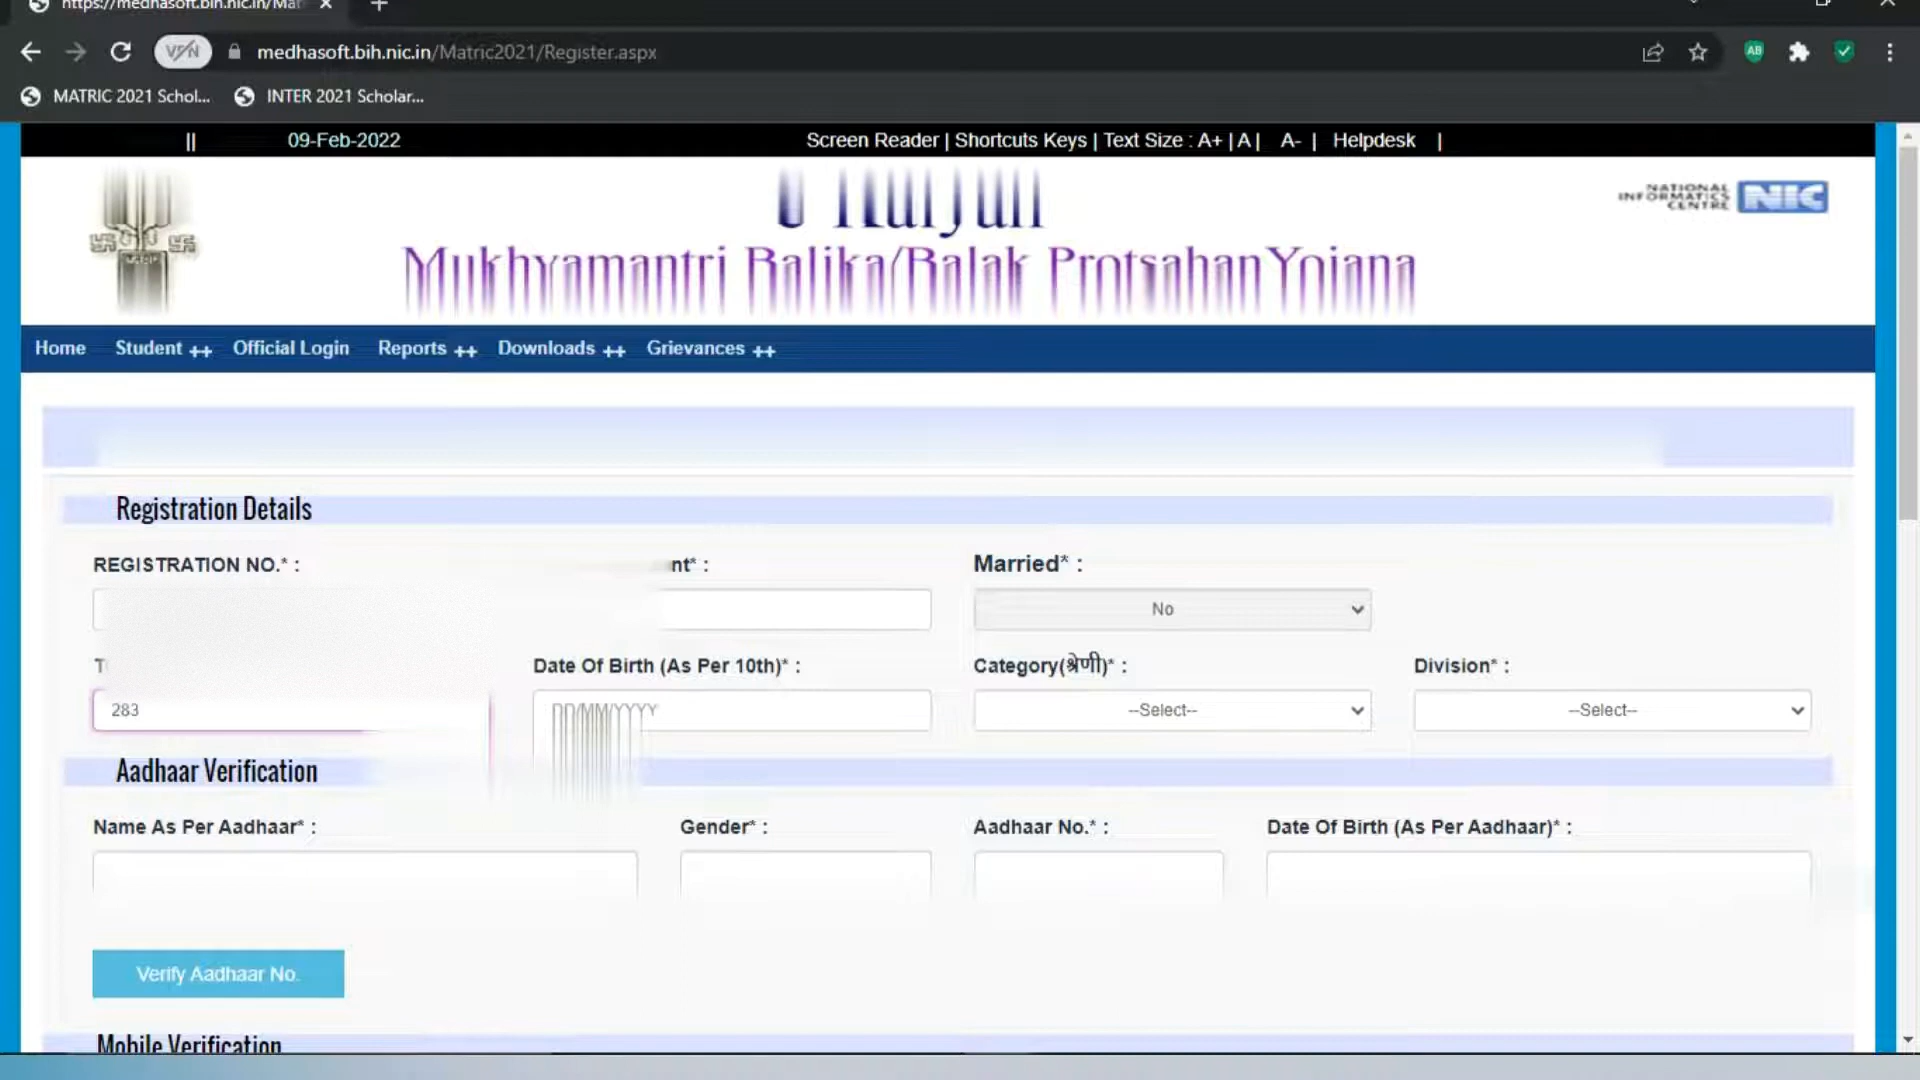 https://medhasoft.bih.nic.in/Mat
VPN medhasoft.bih.nic.in/Matric2021/Register.aspx AB
MATRIC 2021 Schol... INTER 2021 Scholar...
|| 09-Feb-2022 Screen Reader | Shortcuts Keys | Text Size : A+ | A | A- | Helpdesk |
NATIONAL INFORMATICS CENTRE NIC
Mukhyamantri Balika/Balak Protsahan Yojana
Home Student ++ Official Login Reports ++ Downloads ++ Grievances ++
Registration Details
REGISTRATION NO.* : nt* : Married* :
No
Date Of Birth (As Per 10th)* : Category(श्रेणी)* : Division* :
283 DD/MM/YYYY --Select-- --Select--
Aadhaar Verification
Name As Per Aadhaar* : Gender* : Aadhaar No.* : Date Of Birth (As Per Aadhaar)* :
Verify Aadhaar No.
Mobile Verification